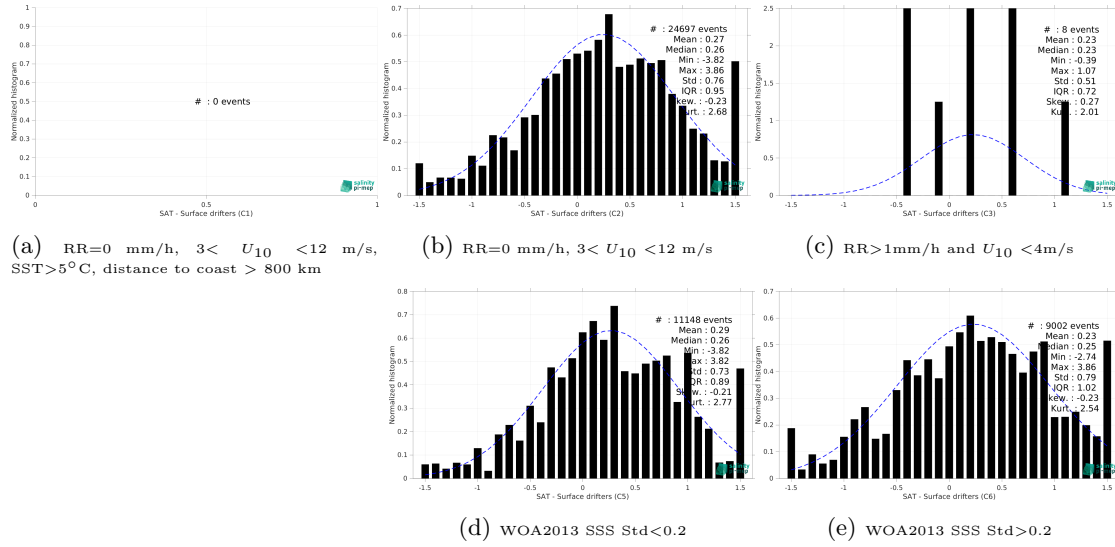 1
0.9
0.8
0.7
0.6
0.5
0.4
0.3
0.2
0.1
0
Normalized histogram
# : 0 events
salinity
pi-mep
0 0.5 1
SAT - Surface drifters (C1)
(a) RR=0 mm/h, 3< U10 <12 m/s,
SST>5°C, distance to coast > 800 km
0.7
0.6
0.5
0.4
0.3
0.2
0.1
0
Normalized histogram
# : 24697 events
Mean : 0.27
Median : 0.26
Min : -3.82
Max : 3.86
Std : 0.76
IQR : 0.95
Skew. : -0.23
Kurt. : 2.68
salinity
pi-mep
-1.5 -1 -0.5 0 0.5 1 1.5
SAT - Surface drifters (C2)
(b) RR=0 mm/h, 3< U10 <12 m/s
2.5
2
1.5
1
0.5
0
Normalized histogram
# : 8 events
Mean : 0.23
Median : 0.23
Min : -0.39
Max : 1.07
Std : 0.51
IQR : 0.72
Skew. : 0.27
Kurt. : 2.01
salinity
pi-mep
-1.5 -1 -0.5 0 0.5 1 1.5
SAT - Surface drifters (C3)
(c) RR>1mm/h and U10 <4m/s
0.8
0.7
0.6
0.5
0.4
0.3
0.2
0.1
0
Normalized histogram
# : 11148 events
Mean : 0.29
Median : 0.26
Min : -3.82
Max : 3.82
Std : 0.73
IQR : 0.89
Skew. : -0.21
Kurt. : 2.77
salinity
pi-mep
-1.5 -1 -0.5 0 0.5 1 1.5
SAT - Surface drifters (C5)
(d) WOA2013 SSS Std<0.2
0.7
0.6
0.5
0.4
0.3
0.2
0.1
0
Normalized histogram
# : 9002 events
Mean : 0.23
Median : 0.25
Min : -2.74
Max : 3.86
Std : 0.79
IQR : 1.02
Skew. : -0.23
Kurt. : 2.54
salinity
pi-mep
-1.5 -1 -0.5 0 0.5 1 1.5
SAT - Surface drifters (C6)
(e) WOA2013 SSS Std>0.2